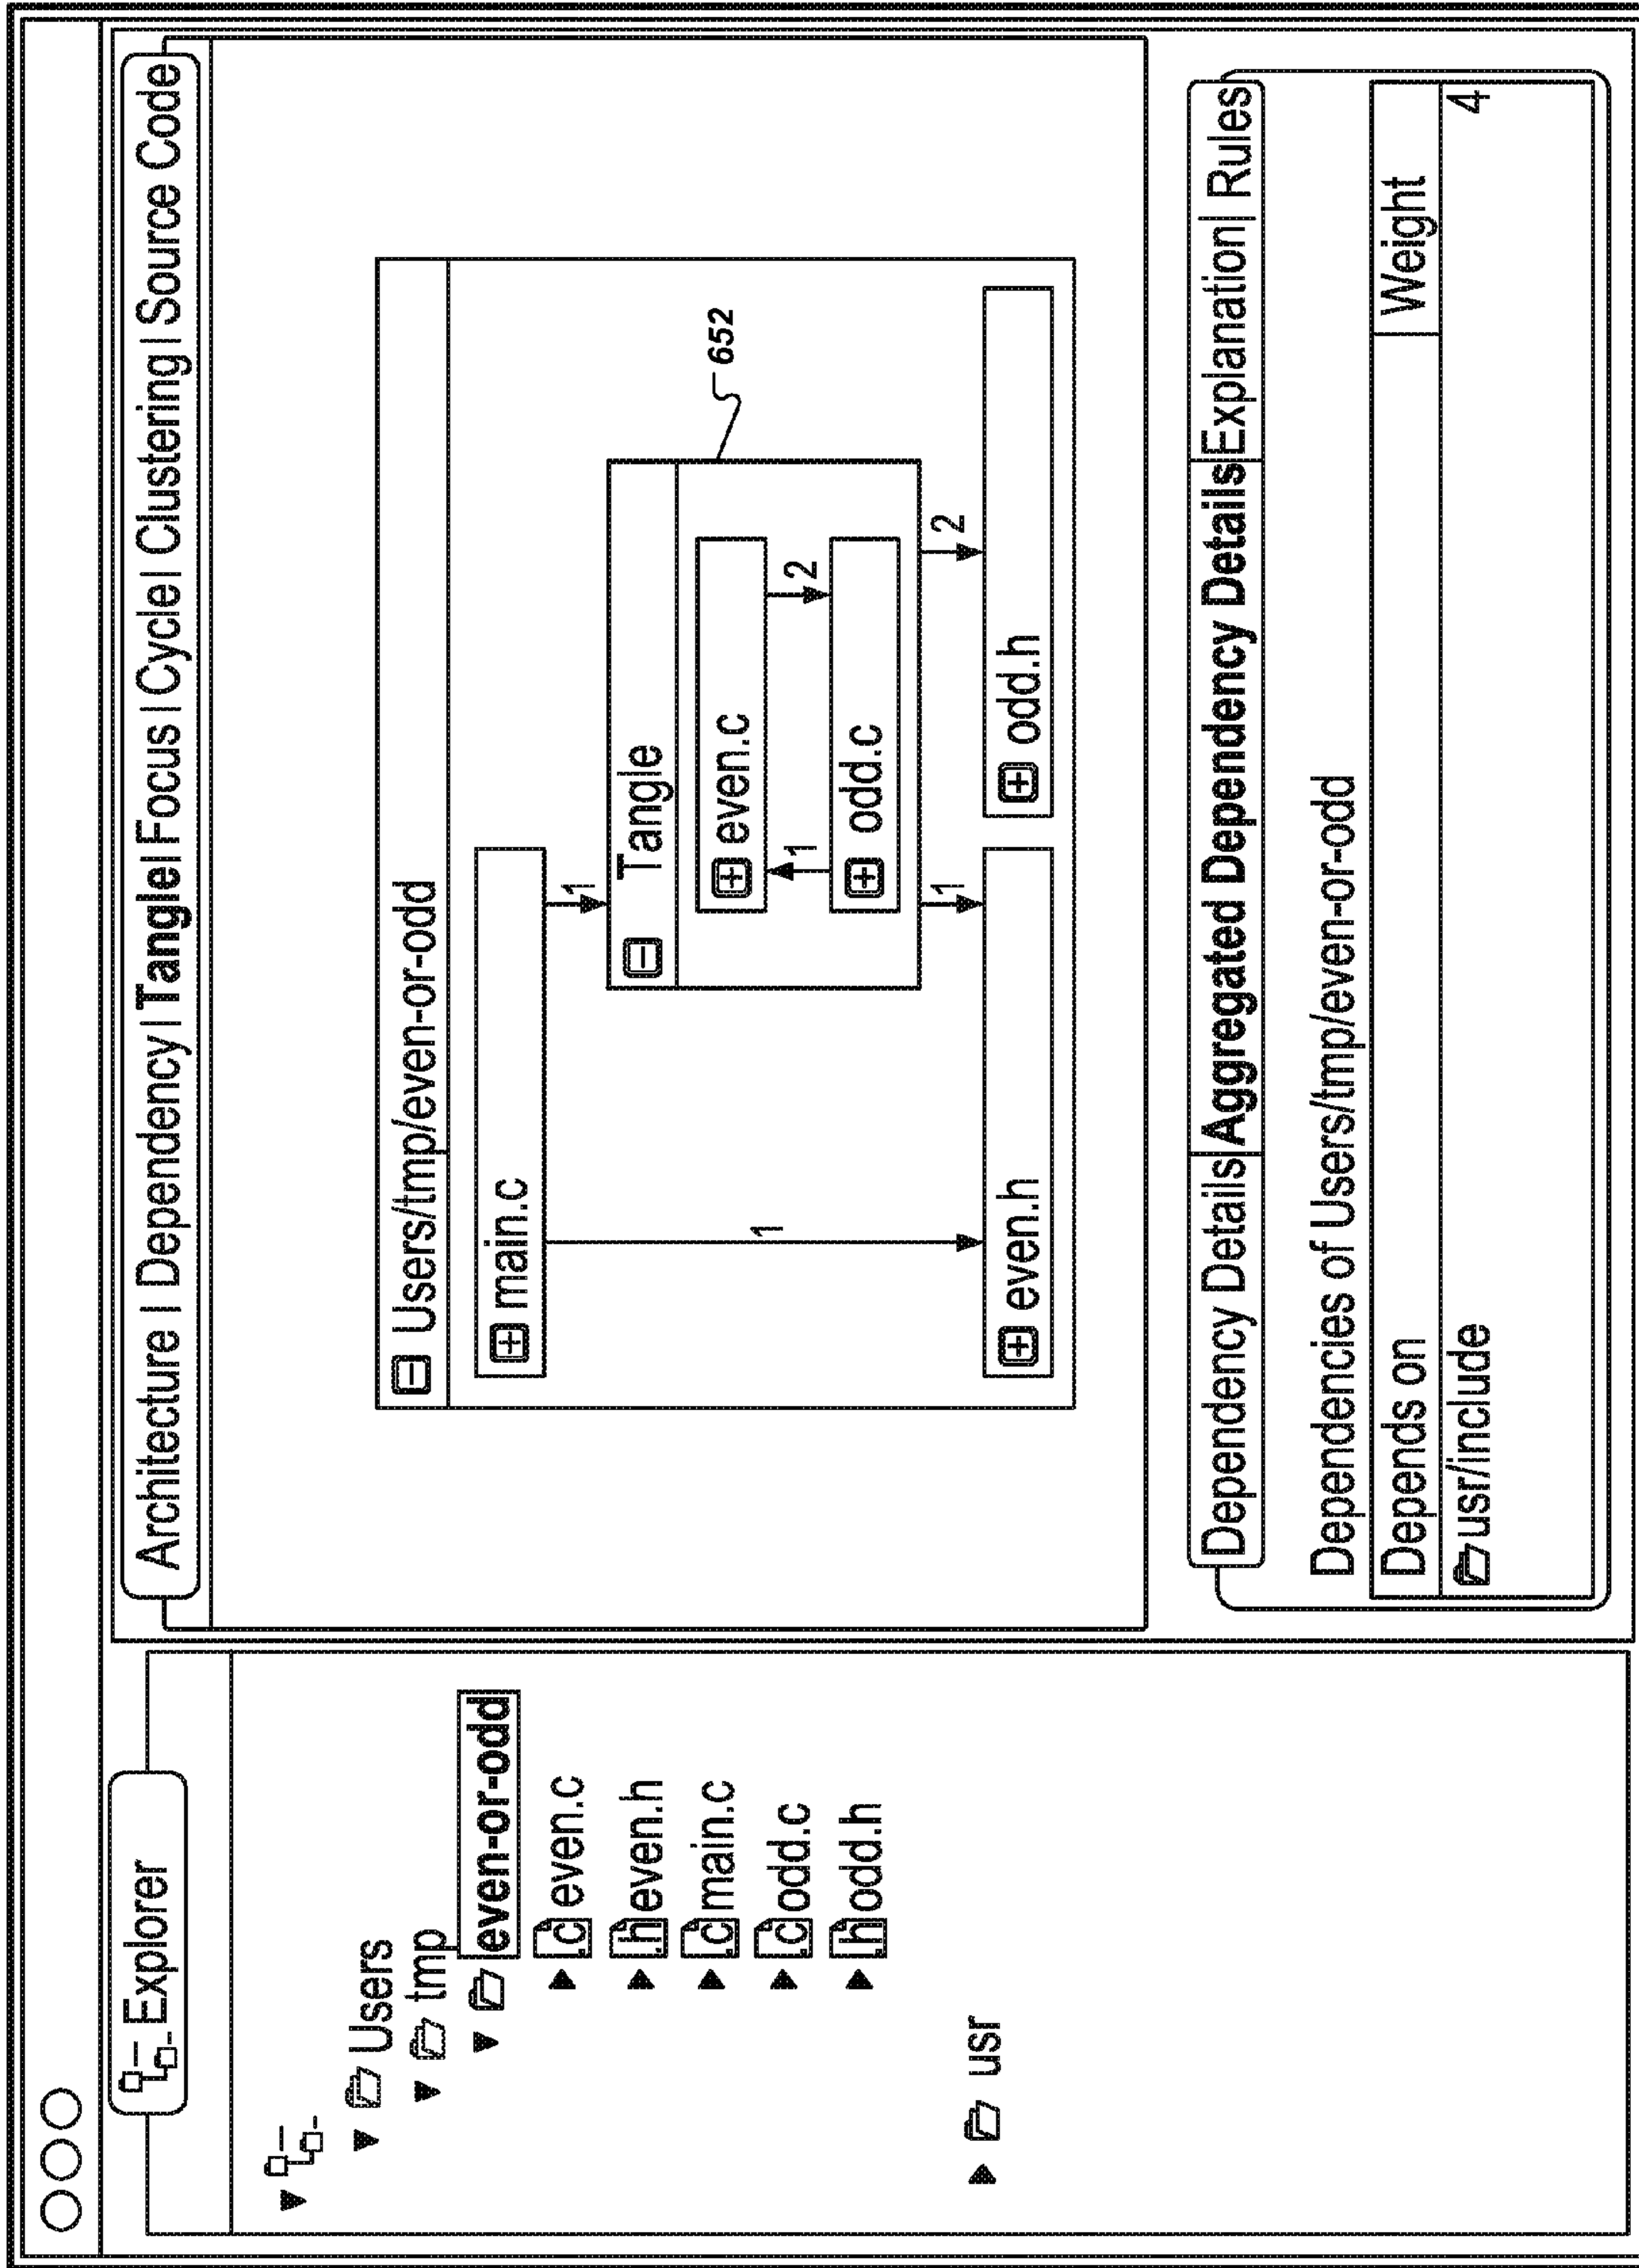 Explorer
Users
tmp
even-or-odd
.c even.c
.h even.h
.c main.c
.c odd.c
.h odd.h
usr
Architecture | Dependency | Tangle | Focus | Cycle | Clustering | Source Code
Users/tmp/even-or-odd
main.c
1
Tangle
652
even.c
1
2
odd.c
1
1
2
even.h
odd.h
Dependency Details | Aggregated Dependency Details | Explanation | Rules
Dependencies of Users/tmp/even-or-odd
Depends on Weight
usr/include 4